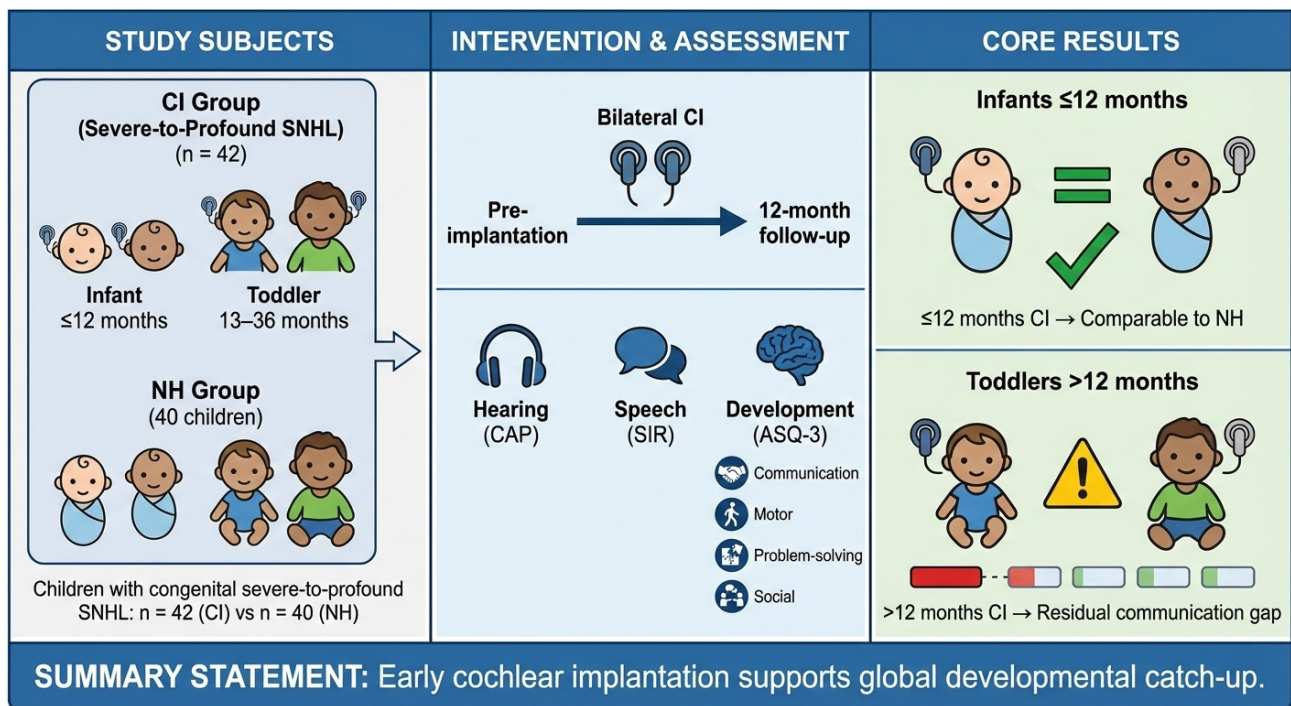 STUDY SUBJECTS
CI Group
(Severe-to-Profound SNHL)
(n = 42)
Infant
≤12 months
Toddler
13–36 months
NH Group
(40 children)
Children with congenital severe-to-profound
SNHL: n = 42 (CI) vs n = 40 (NH)
INTERVENTION & ASSESSMENT
Bilateral CI
Pre-
implantation
12-month
follow-up
Hearing
(CAP)
Speech
(SIR)
Development
(ASQ-3)
Communication
Motor
Problem-solving
Social
CORE RESULTS
Infants ≤12 months
≤12 months CI → Comparable to NH
Toddlers >12 months
>12 months CI → Residual communication gap
SUMMARY STATEMENT: Early cochlear implantation supports global developmental catch-up.